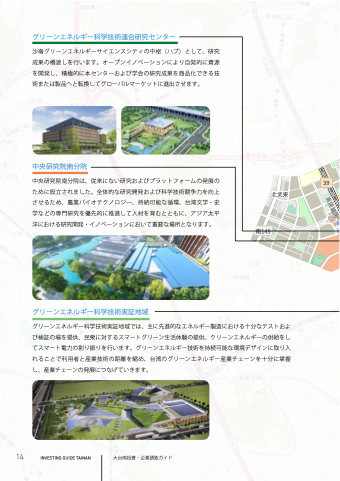 グリーンエネルギー科学技術連合研究センター
沙崙グリーンエネルギーサイエンスシティの中枢（ハブ）として、研究
成果の橋渡しを行います。オープンイノベーションにより自発的に資源
を開発し、積極的に本センターおよび学会の研究成果を商品化できる技
術または製品へと転換してグローバルマーケットに進出させます。
中央研究院南分院
中央研究院南分院は、従来にない研究およびプラットフォームの発展の
ために設立されました。全体的な研究開発および科学技術競争力を向上
させるため、農業バイオテクノロジー、持続可能な循環、台湾文学・史
学などの専門研究を優先的に推進して人材を育むとともに、アジア太平
洋における研究開発・イノベーションにおいて重要な場所となります。
39
北武東
南149
グリーンエネルギー科学技術実証地域
グリーンエネルギー科学技術実証地域では、主に先進的なエネルギー製造における十分なテストおよ
び検証の場を提供、民衆に対するスマートグリーン生活体験の提供、クリーンエネルギーの供給をし
てスマート電力の割り振りを行います。グリーンエネルギー技術を持続可能な環境デザインに取り入
れることで利用者と産業技術の距離を縮め、台湾のグリーンエネルギー産業チェーンを十分に掌握
し、産業チェーンの発展につなげていきます。
14 INVESTING GUIDE TAINAN 大台南投資・企業誘致ガイド